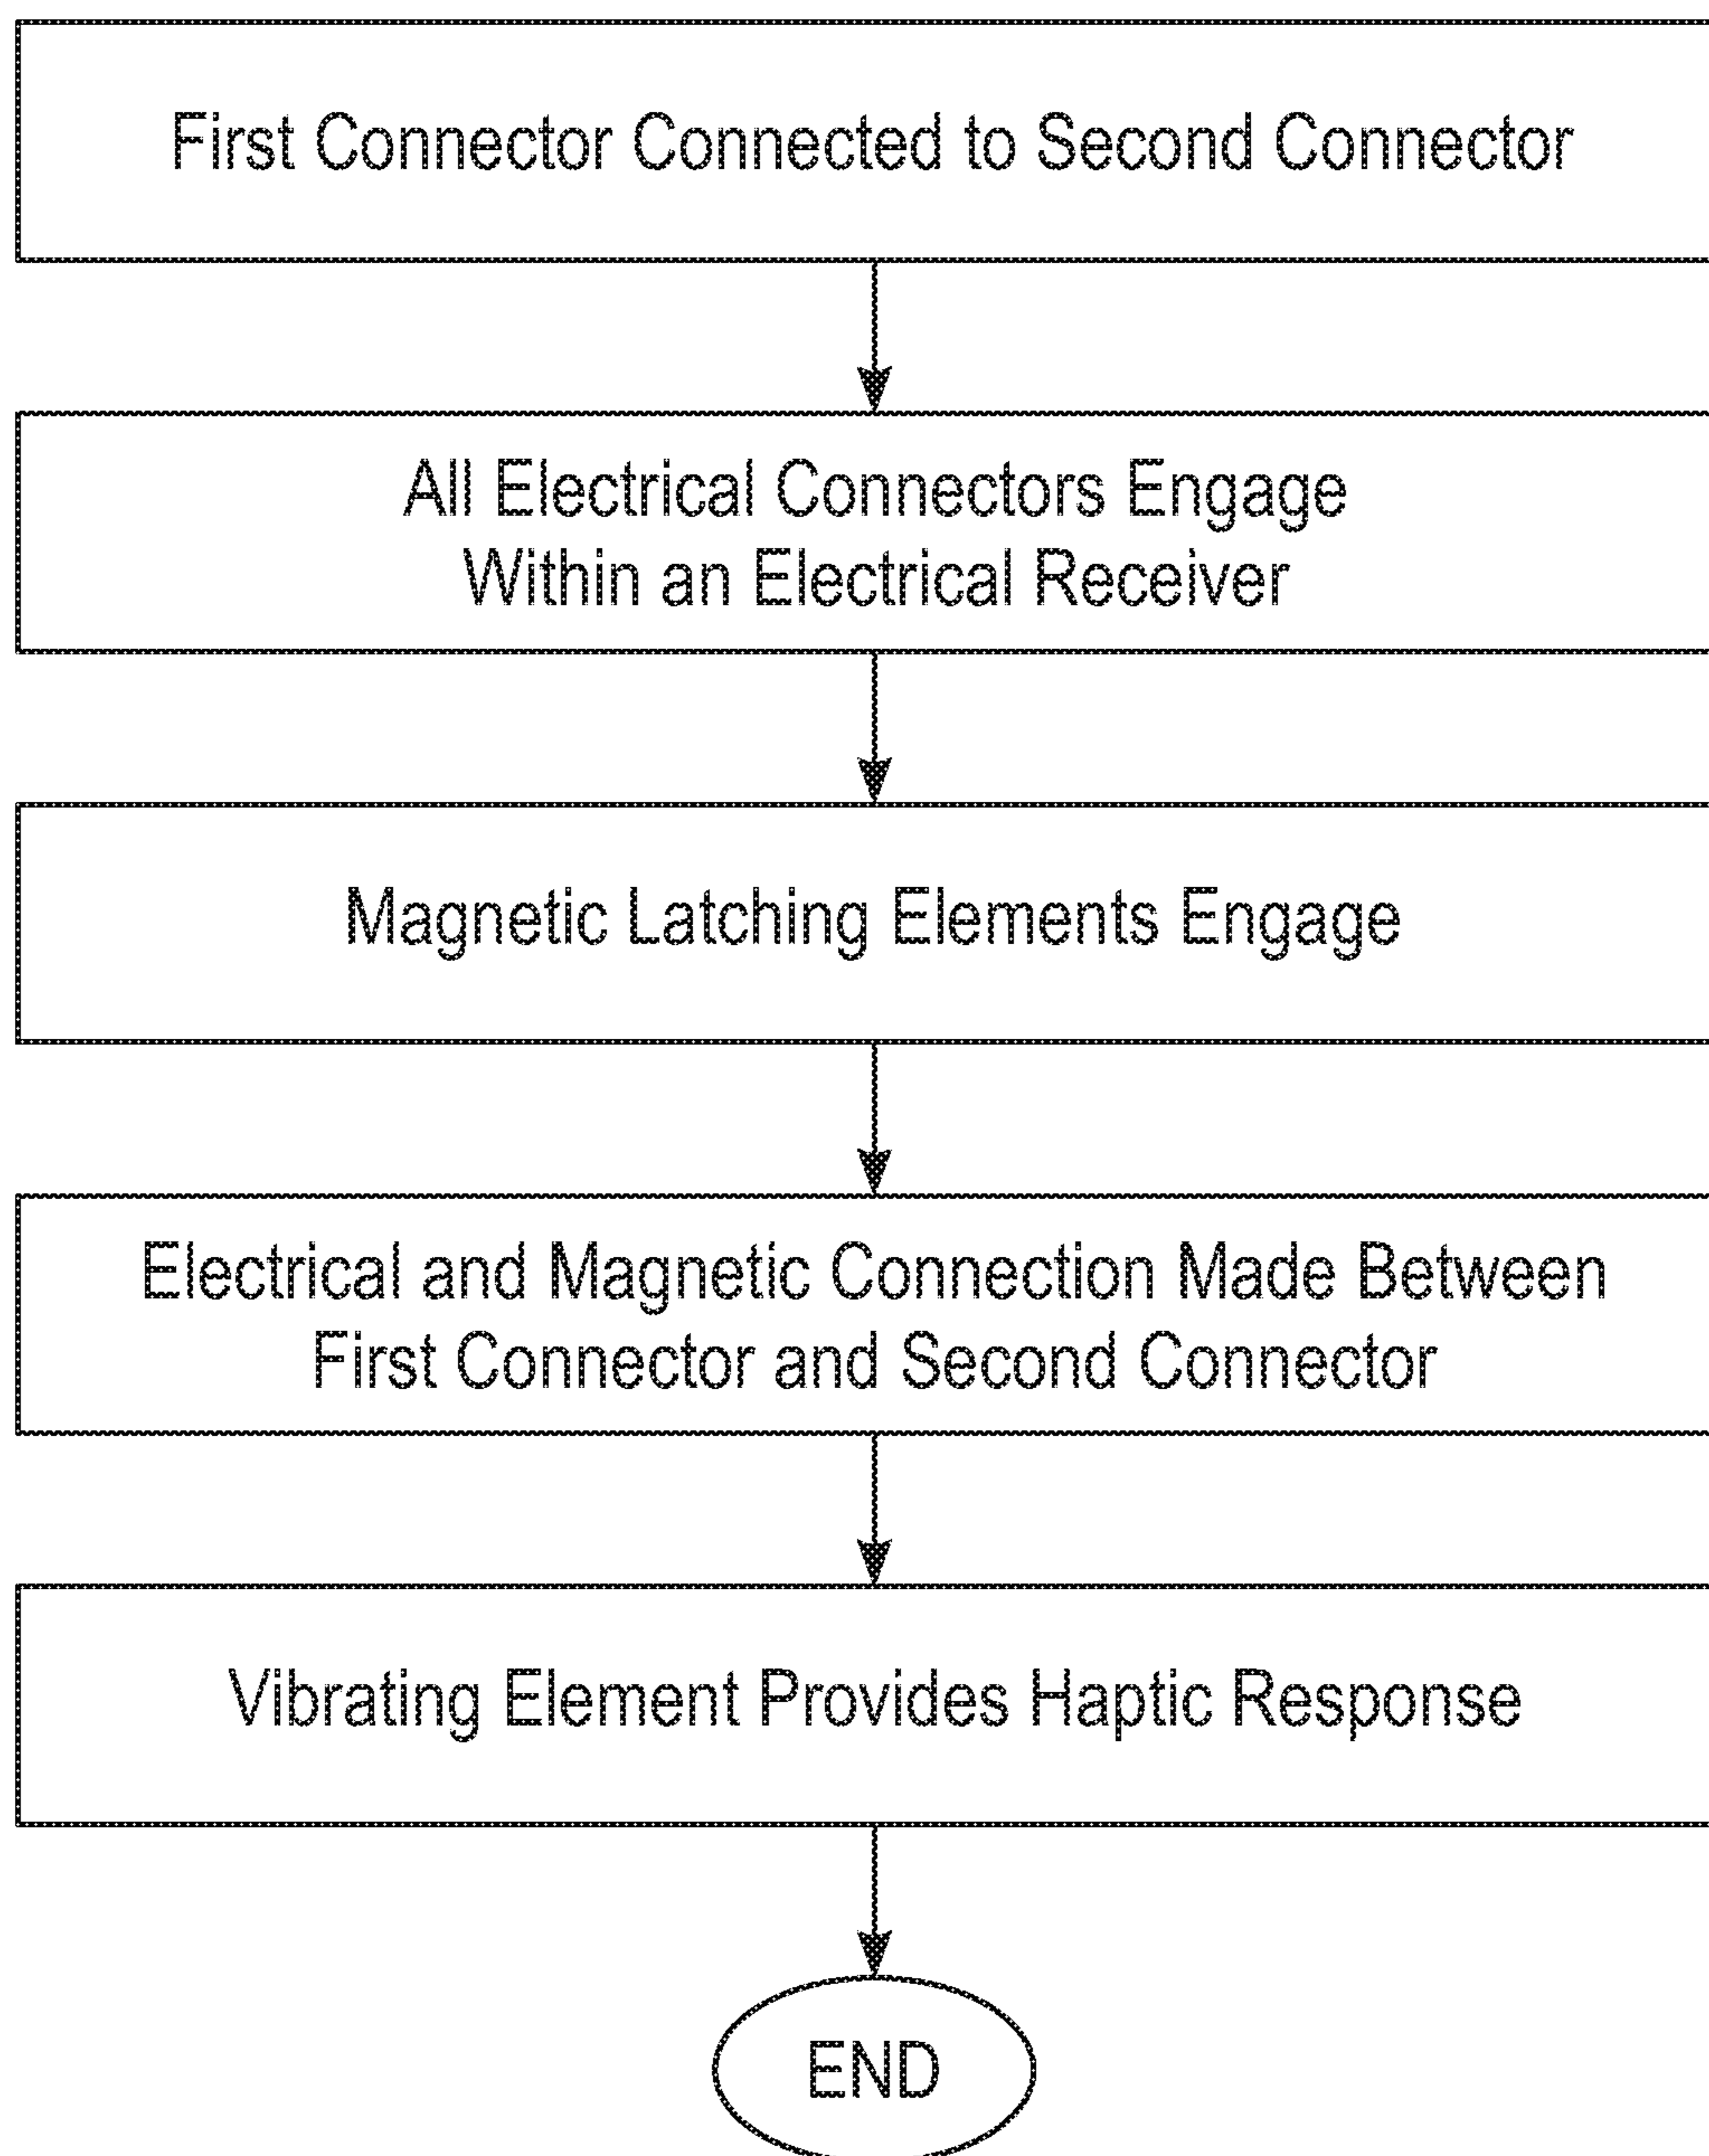 First Connector Connected to Second Connector
All Electrical Connectors Engage
Within an Electrical Receiver
Magnetic Latching Elements Engage
Electrical and Magnetic Connection Made Between
First Connector and Second Connector
Vibrating Element Provides Haptic Response
END